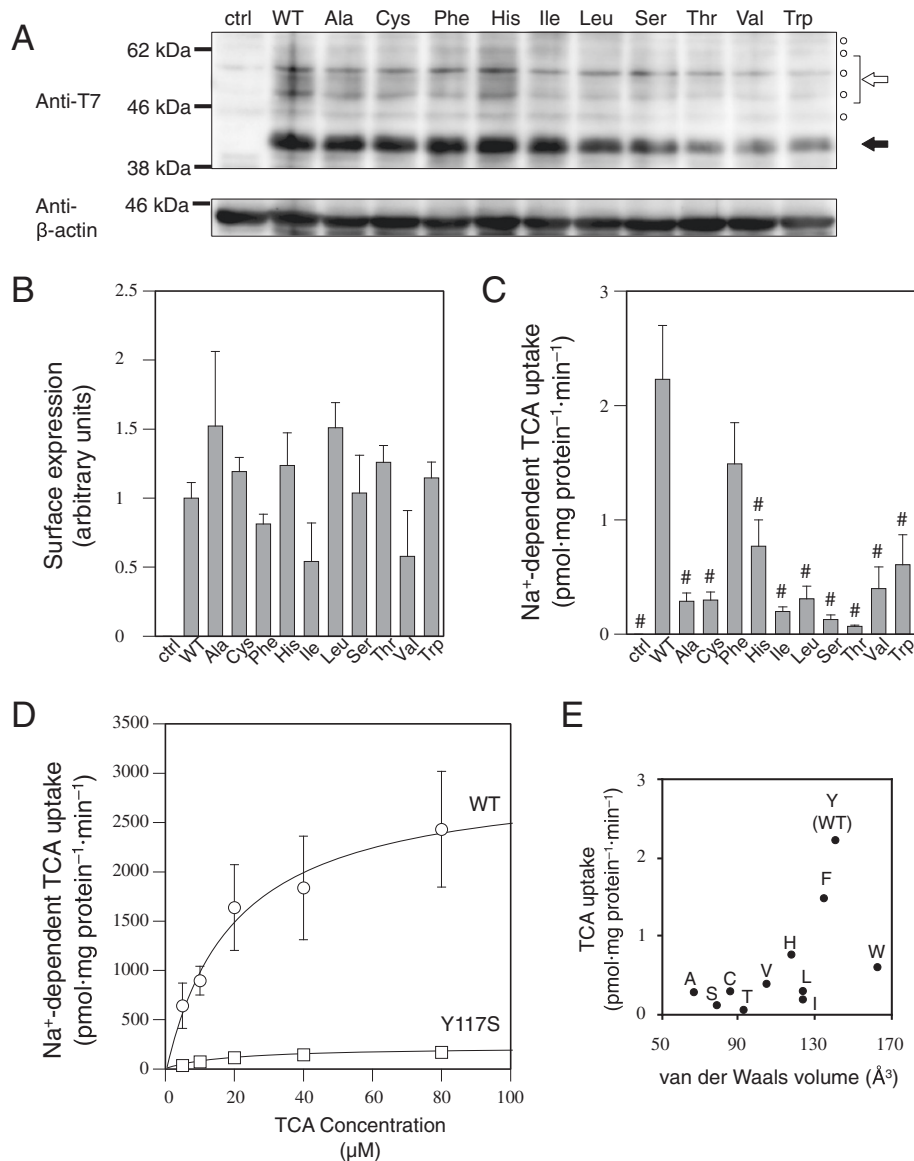 A
ctrl WT Ala Cys Phe His Ile Leu Ser Thr Val Trp
62 kDa
Anti-T7
46 kDa
38 kDa
Anti-
β-actin
46 kDa
B
Surface expression
(arbitrary units)
2.5
2
1.5
1
0.5
0
ctrl WT Ala Cys Phe His Ile Leu Ser Thr Val Trp
C
Na⁺-dependent TCA uptake
(pmol·mg protein⁻¹·min⁻¹)
3
2
1
0
# # # # # # # # # #
ctrl WT Ala Cys Phe His Ile Leu Ser Thr Val Trp
D
Na⁺-dependent TCA uptake
(pmol·mg protein⁻¹·min⁻¹)
3500
3000
2500
2000
1500
1000
500
0
WT
Y117S
0 20 40 60 80 100
TCA Concentration
(µM)
E
TCA uptake
(pmol·mg protein⁻¹·min⁻¹)
3
2
1
0
Y
(WT)
F
H
W
A
S
C
T
V
L
I
50 90 130 170
van der Waals volume (Å³)